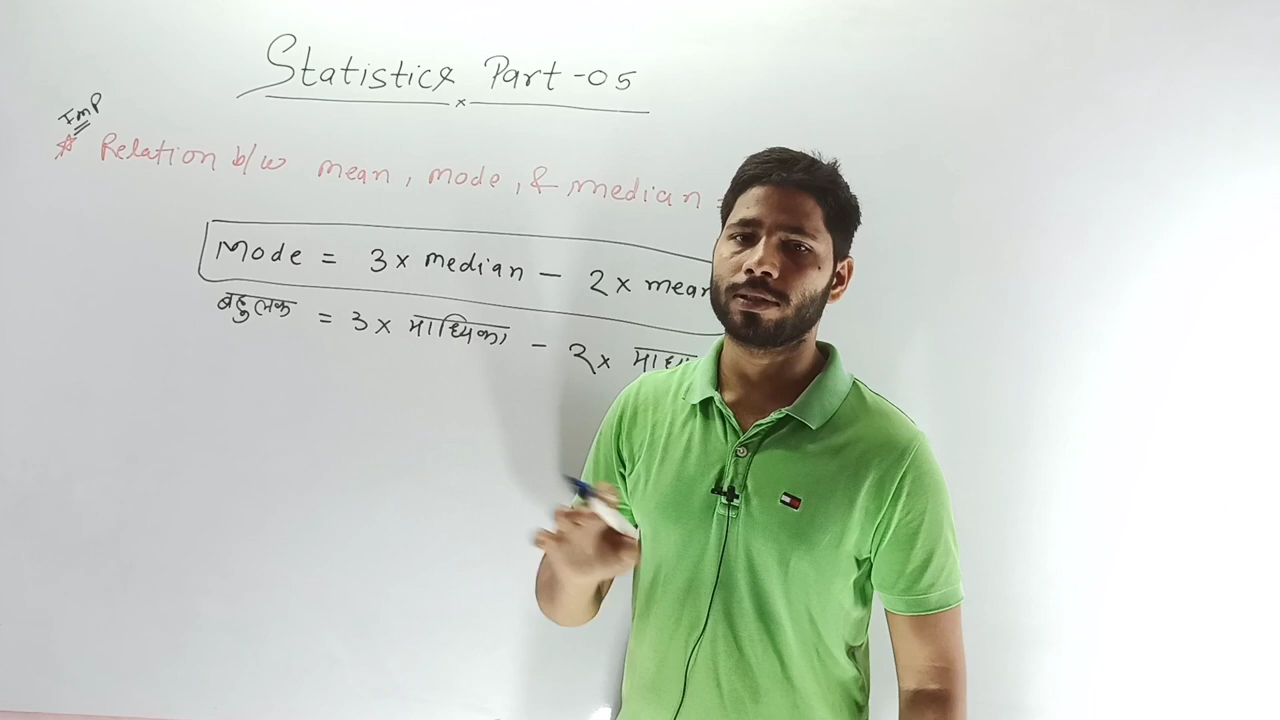 Statistics Part-05
Imp
* Relation b/w mean, mode, & median
Mode = 3 x median - 2 x mean
बहुलक = 3 x माध्यिका - 2 x